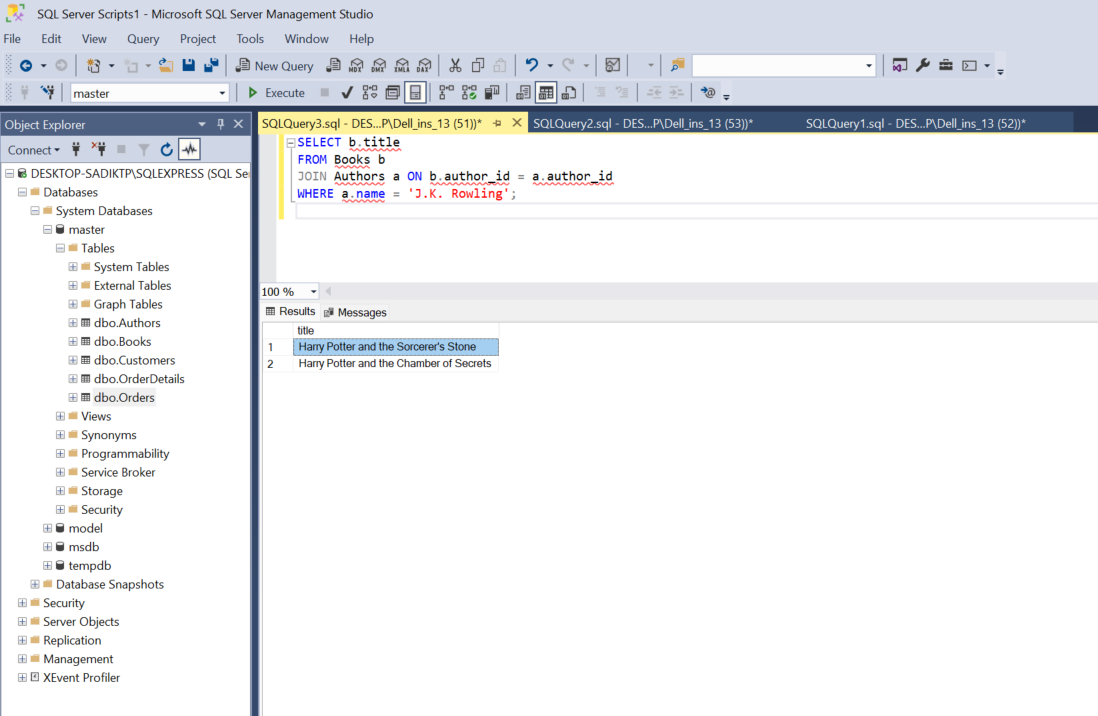 SQL Server Scripts1 - Microsoft SQL Server Management Studio
File Edit View Query Project Tools Window Help
New Query MDX DMX XMLA DAX
master Execute
Object Explorer
SQLQuery3.sql - DES...P\Dell_ins_13 (51))* SQLQuery2.sql - DES...P\Dell_ins_13 (53))* SQLQuery1.sql - DES...P\Dell_ins_13 (52))*
Connect
DESKTOP-SADIKTP\SQLEXPRESS (SQL Se
Databases
System Databases
master
Tables
System Tables
External Tables
Graph Tables
dbo.Authors
dbo.Books
dbo.Customers
dbo.OrderDetails
dbo.Orders
Views
Synonyms
Programmability
Service Broker
Storage
Security
model
msdb
tempdb
Database Snapshots
Security
Server Objects
Replication
Management
XEvent Profiler
SELECT b.title
FROM Books b
JOIN Authors a ON b.author_id = a.author_id
WHERE a.name = 'J.K. Rowling';
100 %
Results Messages
title
1 Harry Potter and the Sorcerer's Stone
2 Harry Potter and the Chamber of Secrets